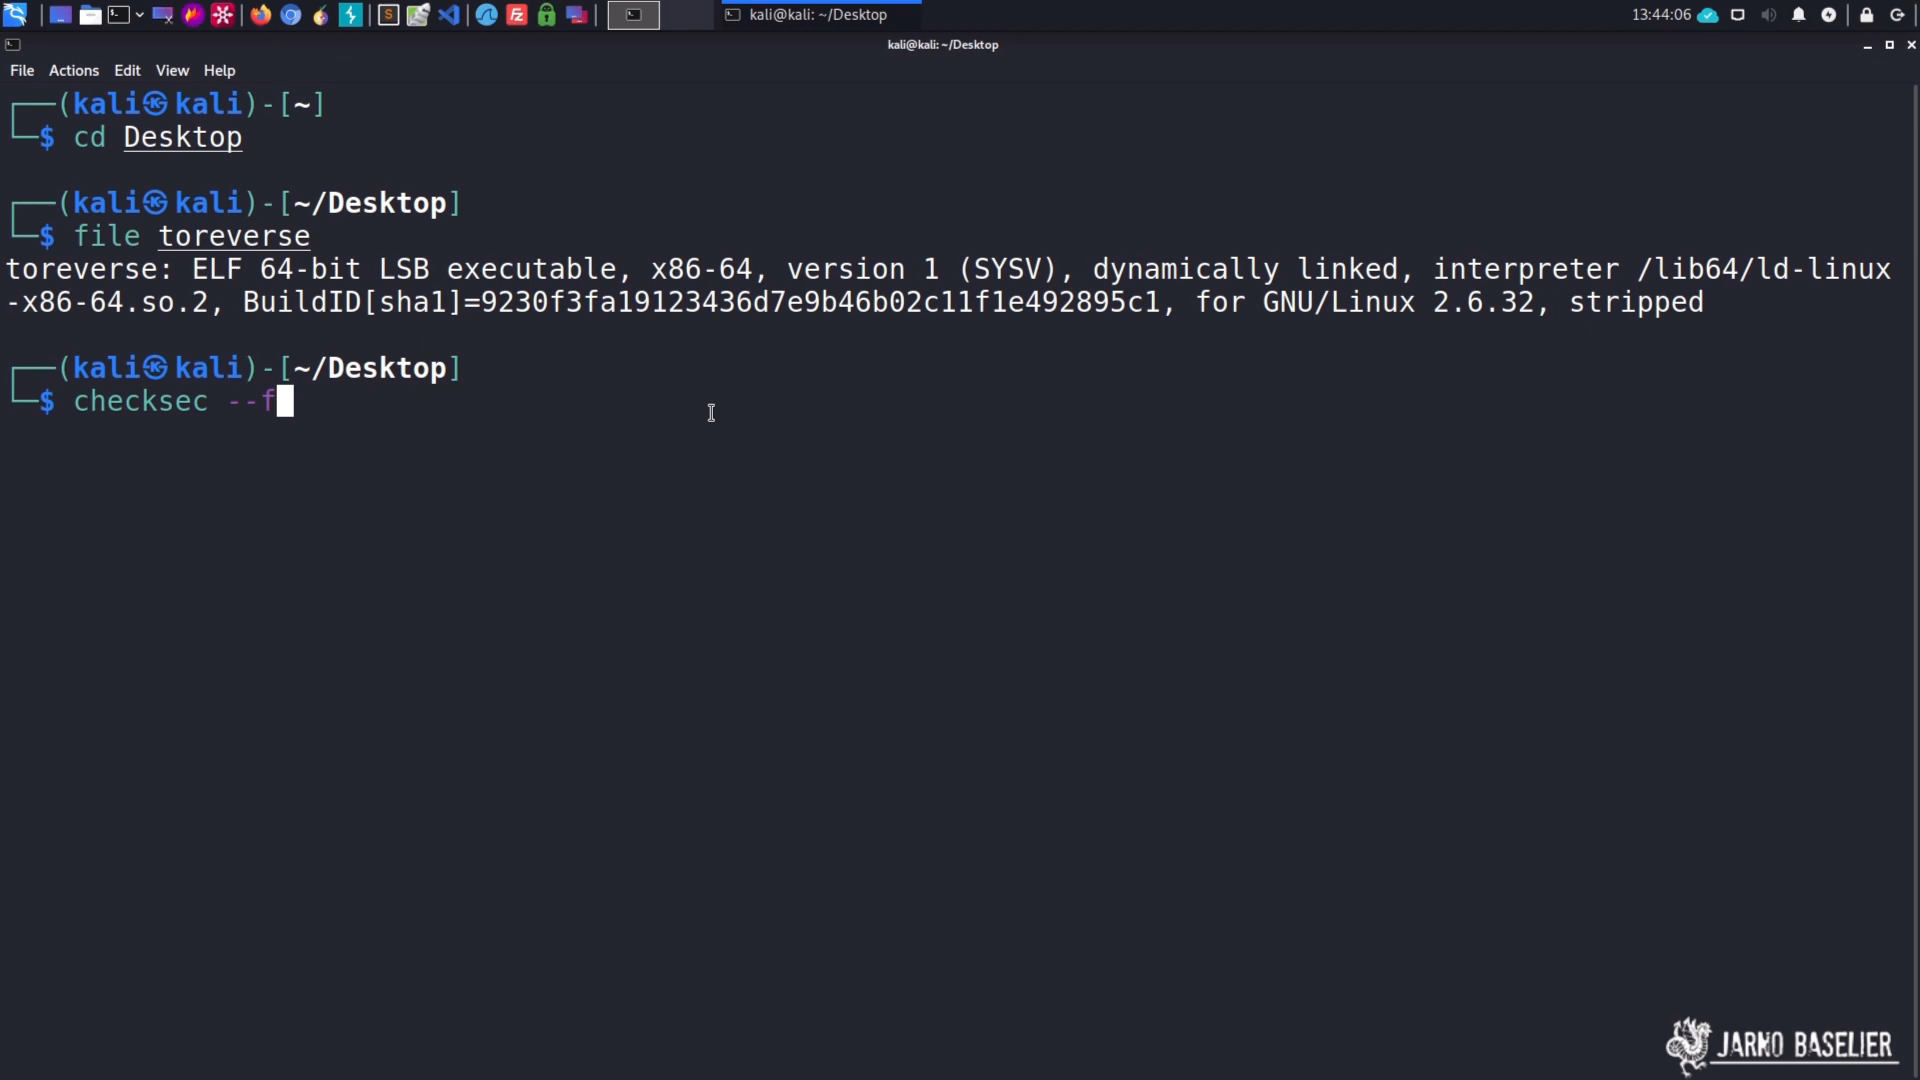 kali@kali: ~/Desktop
13:44:06
kali@kali: ~/Desktop
File Actions Edit View Help
┌──(kali㉿kali)-[~]
└─$ cd Desktop
┌──(kali㉿kali)-[~/Desktop]
└─$ file toreverse
toreverse: ELF 64-bit LSB executable, x86-64, version 1 (SYSV), dynamically linked, interpreter /lib64/ld-linux
-x86-64.so.2, BuildID[sha1]=9230f3fa19123436d7e9b46b02c11f1e492895c1, for GNU/Linux 2.6.32, stripped
┌──(kali㉿kali)-[~/Desktop]
└─$ checksec --f
JARNO BASELIER